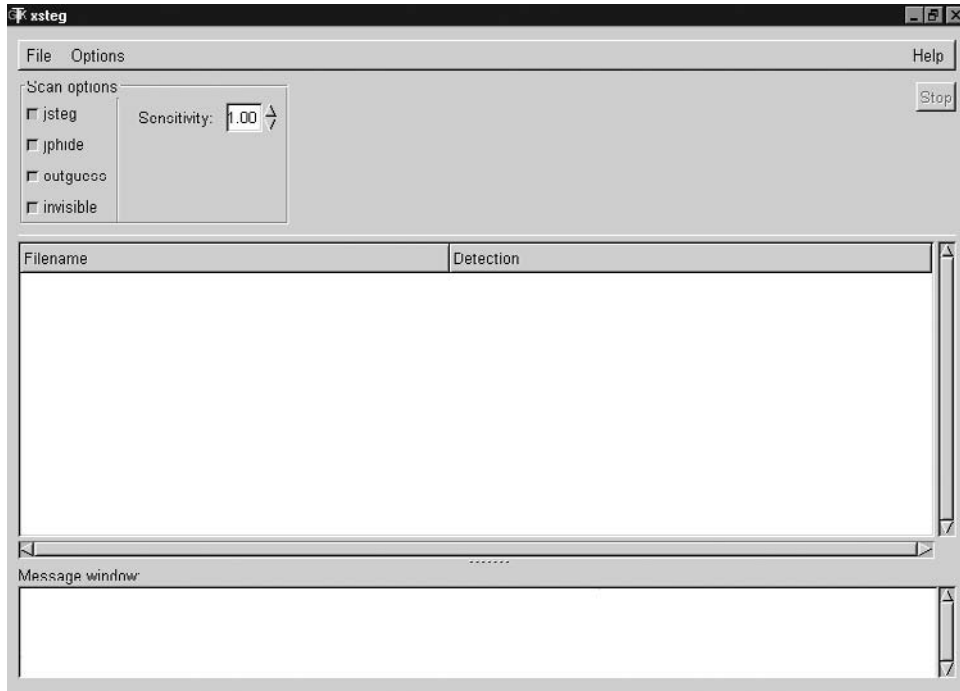 xsteg
File Options Help
Scan options
jsteg
Sensitivity: 1.00
Stop
jphide
outguess
invisible
Filename Detection
Message window: